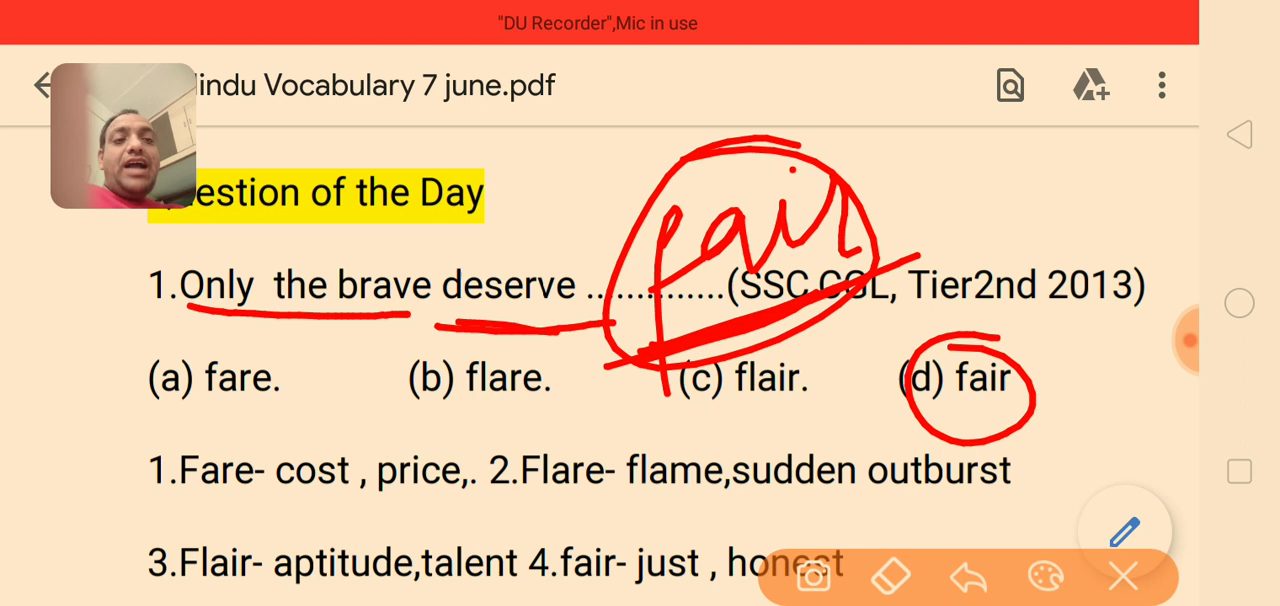 "DU Recorder",Mic in use
indu Vocabulary 7 june.pdf
estion of the Day
fair
1.Only the brave deserve ..............(SSC CGL, Tier2nd 2013)
(a) fare. (b) flare. (c) flair. (d) fair
1.Fare- cost , price,. 2.Flare- flame,sudden outburst
3.Flair- aptitude,talent 4.fair- just , honest